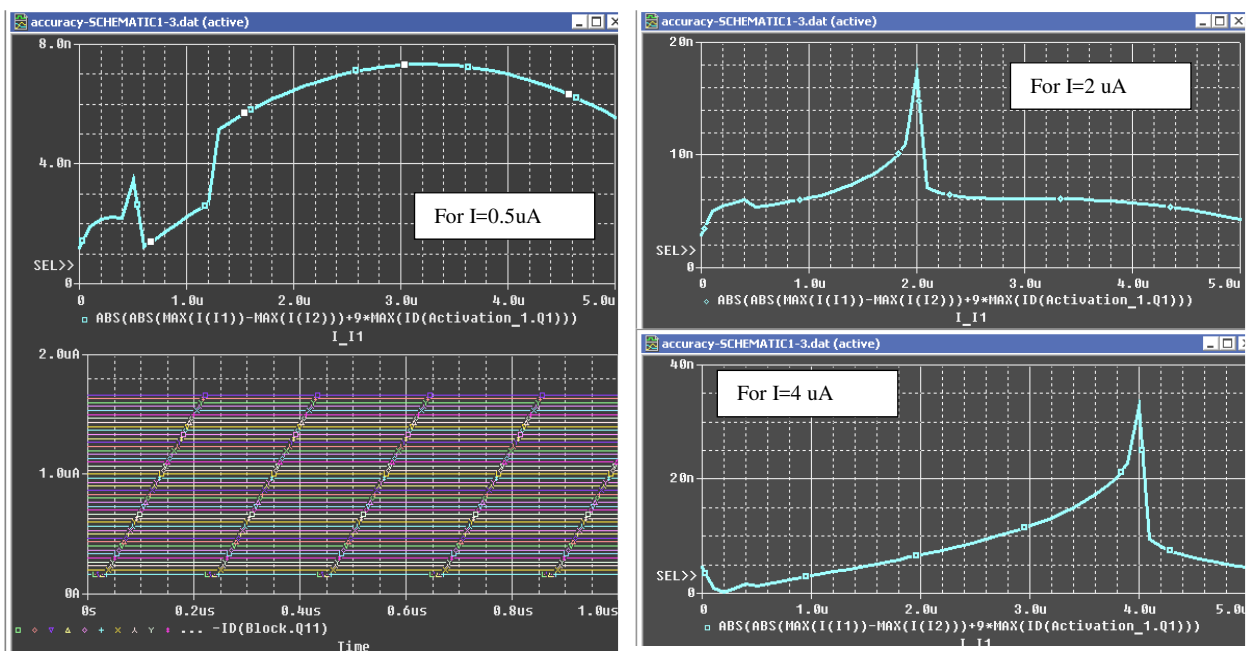 accuracy-SCHEMATIC1-3.dat (active)
8.0n
4.0n
For I=0.5uA
SEL>>
0
0 1.0u 2.0u 3.0u 4.0u 5.0u
ABS(ABS(MAX(I(I1))-MAX(I(I2)))+9*MAX(ID(Activation_1.Q1)))
I_I1
2.0uA
1.0uA
0A
0s 0.2us 0.4us 0.6us 0.8us 1.0us
... -ID(Block.Q11)
Time
accuracy-SCHEMATIC1-3.dat (active)
20n
For I=2 uA
10n
SEL>>
0
0 1.0u 2.0u 3.0u 4.0u 5.0u
ABS(ABS(MAX(I(I1))-MAX(I(I2)))+9*MAX(ID(Activation_1.Q1)))
I_I1
accuracy-SCHEMATIC1-3.dat (active)
40n
For I=4 uA
20n
SEL>>
0
0 1.0u 2.0u 3.0u 4.0u 5.0u
ABS(ABS(MAX(I(I1))-MAX(I(I2)))+9*MAX(ID(Activation_1.Q1)))
I_I1